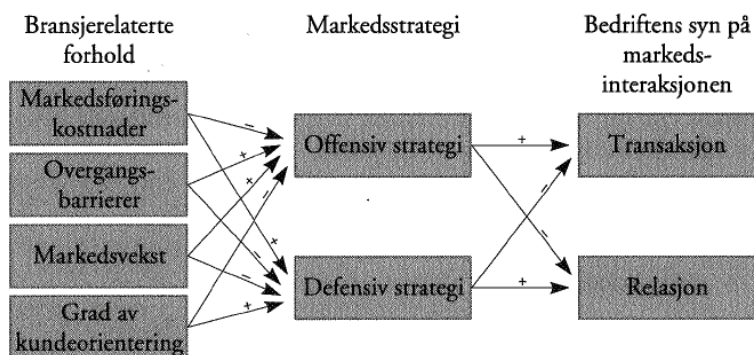 Bransjerelaterte
forhold
Markedsstrategi
Bedriftens syn på
markeds-
interaksjonen
Markedsførings-
kostnader
Overgangs-
barrierer
Markedsvekst
Grad av
kundeorientering
Offensiv strategi
Defensiv strategi
Transaksjon
Relasjon
–
+
+
–
+
–
–
+
+
–
–
+